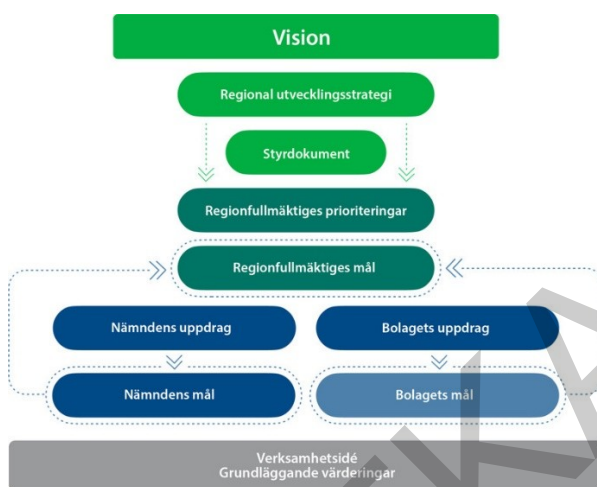 Vision
Regional utvecklingsstrategi
Styrdokument
Regionfullmäktiges prioriteringar
Regionfullmäktiges mål
Nämndens uppdrag
Bolagets uppdrag
Nämndens mål
Bolagets mål
Verksamhetsidé
Grundläggande värderingar